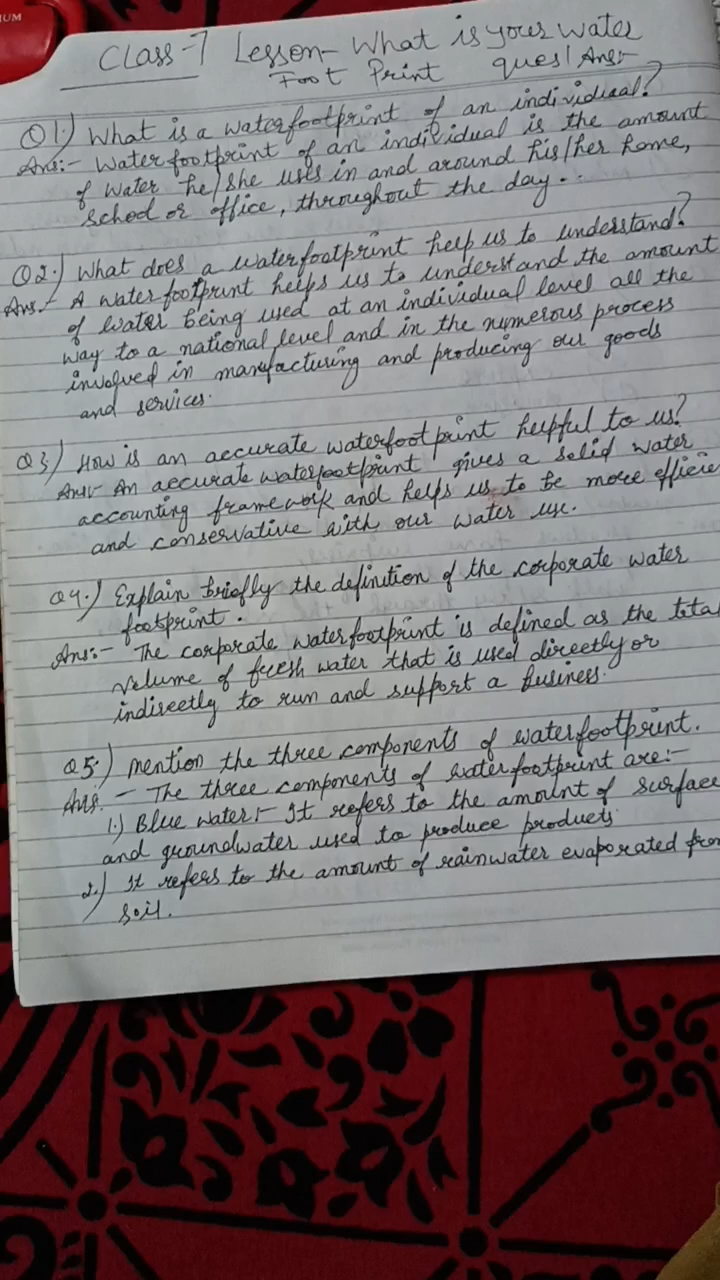 IUM
Class-7 Lesson- What is your Water
Foot Print ques/Ans:-
Q1.) What is a waterfootprint of an individual?
Ans:- Waterfootprint of an individual is the amount
of water he/she uses in and around his/her home,
school or office, throughout the day...
Q2.) What does a waterfootprint help us to understand?
Ans.- A waterfootprint helps us to understand the amount
of water being used at an individual level all the
way to a national level and in the numerous process
involved in manufacturing and producing our goods
and services.
Q3) How is an accurate waterfootprint helpful to us?
Ans:- An accurate waterfootprint gives a solid water
accounting framework and helps us to be more efficie
and conservative with our water use.
Q4.) Explain briefly the definition of the corporate water
footprint.
Ans:- The corporate waterfootprint is defined as the tota
volume of fresh water that is used directly or
indirectly to run and support a business.
Q5.) mention the three components of waterfootprint.
Ans. - The three components of waterfootprint are:-
1.) Blue water:- It refers to the amount of surface
and groundwater used to produce products
2.) It refers to the amount of rainwater evaporated fro
soil.